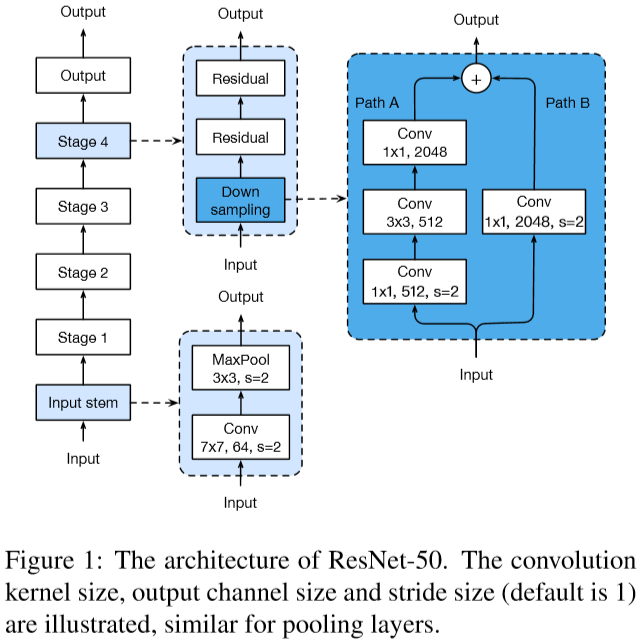 Output
Output
Stage 4
Stage 3
Stage 2
Stage 1
Input stem
Input
Output
Residual
Residual
Down
sampling
Input
Output
MaxPool
3x3, s=2
Conv
7x7, 64, s=2
Input
Output
+
Path A
Path B
Conv
1x1, 2048
Conv
3x3, 512
Conv
1x1, 2048, s=2
Conv
1x1, 512, s=2
Input
Figure 1: The architecture of ResNet-50. The convolution
kernel size, output channel size and stride size (default is 1)
are illustrated, similar for pooling layers.